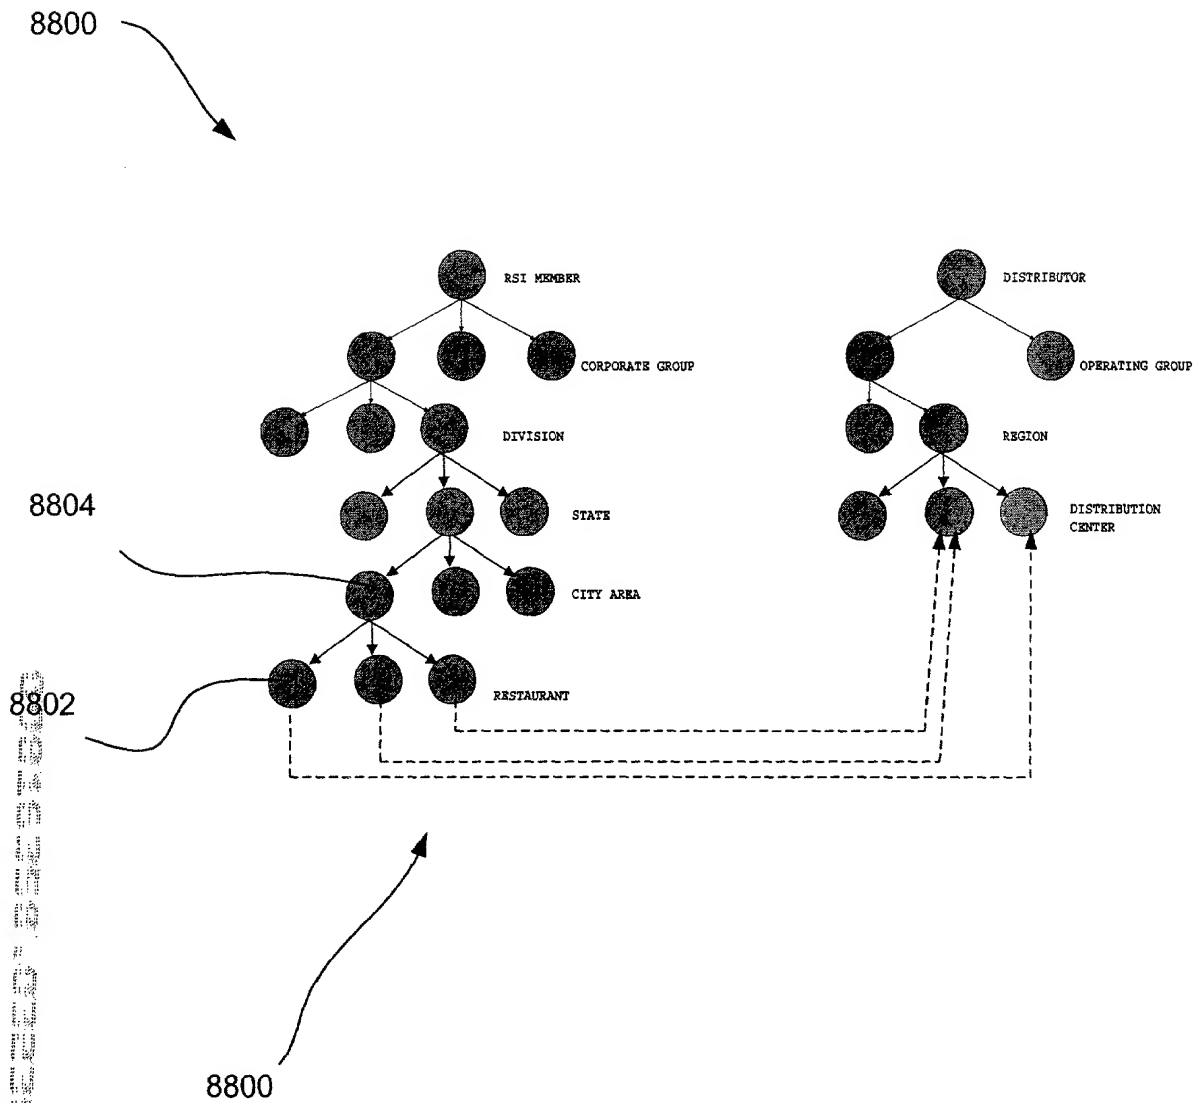 8800
RSI MEMBER
DISTRIBUTOR
CORPORATE GROUP
OPERATING GROUP
DIVISION
REGION
8804
STATE
DISTRIBUTION
CENTER
CITY AREA
8802
RESTAURANT
8800